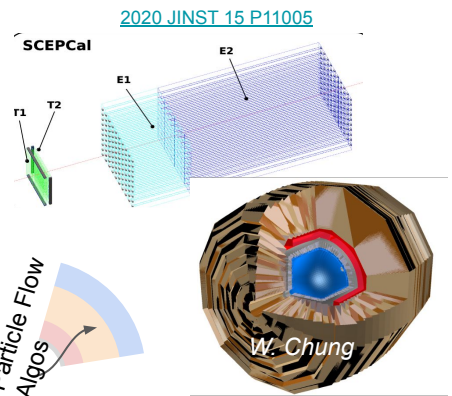 2020 JINST 15 P11005
SCEPCal
E2
E1
T2
T1
Particle Flow
Algos
W. Chung